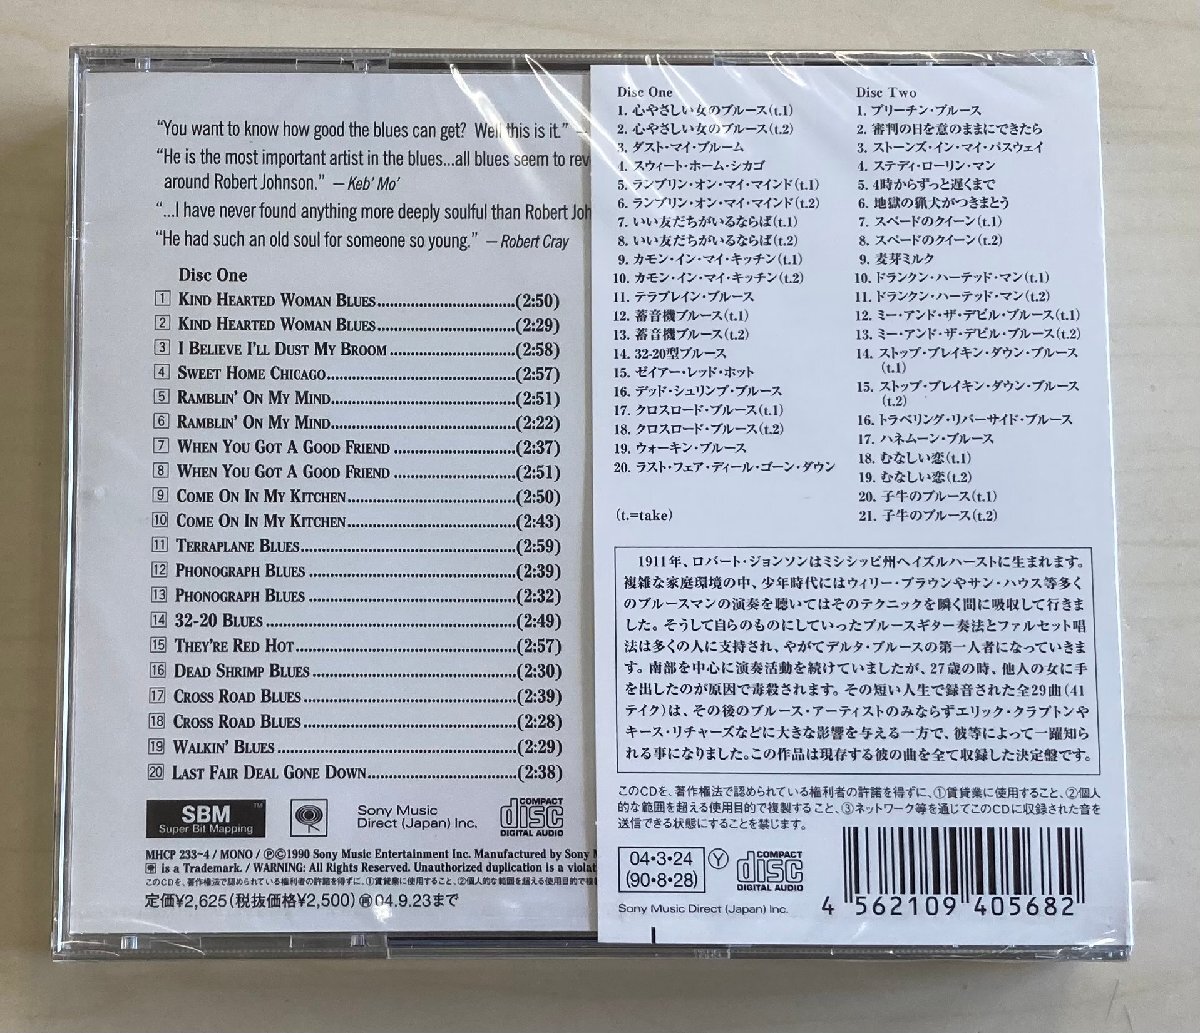 "You want to know how good the blues can get? Well this is it." –
"He is the most important artist in the blues...all blues seem to rev
around Robert Johnson." – Keb' Mo'
"...I have never found anything more deeply soulful than Robert Joh
"He had such an old soul for someone so young." – Robert Cray
Disc One
1 KIND HEARTED WOMAN BLUES (2:50)
2 KIND HEARTED WOMAN BLUES (2:29)
3 I BELIEVE I'LL DUST MY BROOM (2:58)
4 SWEET HOME CHICAGO (2:57)
5 RAMBLIN' ON MY MIND (2:51)
6 RAMBLIN' ON MY MIND (2:22)
7 WHEN YOU GOT A GOOD FRIEND (2:37)
8 WHEN YOU GOT A GOOD FRIEND (2:51)
9 COME ON IN MY KITCHEN (2:50)
10 COME ON IN MY KITCHEN (2:43)
11 TERRAPLANE BLUES (2:59)
12 PHONOGRAPH BLUES (2:39)
13 PHONOGRAPH BLUES (2:32)
14 32-20 BLUES (2:49)
15 THEY'RE RED HOT (2:57)
16 DEAD SHRIMP BLUES (2:30)
17 CROSS ROAD BLUES (2:39)
18 CROSS ROAD BLUES (2:28)
19 WALKIN' BLUES (2:29)
20 LAST FAIR DEAL GONE DOWN (2:38)
SBM™
Super Bit Mapping
Sony Music
Direct (Japan) Inc.
COMPACT
disc
DIGITAL AUDIO
MHCP 233-4 / MONO / ℗©1990 Sony Music Entertainment Inc. Manufactured by Sony
is a Trademark. / WARNING: All Rights Reserved. Unauthorized duplication is a violat
このCDを、著作権法で認められている権利者の許諾を得ずに、①賃貸業に使用すること、②個人的な範囲を超える使用目的で複
定価¥2,625(税抜価格¥2,500) 再04.9.23まで
Disc One
1. 心やさしい女のブルース(t.1)
2. 心やさしい女のブルース(t.2)
3. ダスト・マイ・ブルーム
4. スウィート・ホーム・シカゴ
5. ランブリン・オン・マイ・マインド(t.1)
6. ランブリン・オン・マイ・マインド(t.2)
7. いい友だちがいるならば(t.1)
8. いい友だちがいるならば(t.2)
9. カモン・イン・マイ・キッチン(t.1)
10. カモン・イン・マイ・キッチン(t.2)
11. テラプレイン・ブルース
12. 蓄音機ブルース(t.1)
13. 蓄音機ブルース(t.2)
14. 32-20型ブルース
15. ゼイアー・レッド・ホット
16. デッド・シュリンプ・ブルース
17. クロスロード・ブルース(t.1)
18. クロスロード・ブルース(t.2)
19. ウォーキン・ブルース
20. ラスト・フェア・ディール・ゴーン・ダウン
(t.=take)
Disc Two
1. プリーチン・ブルース
2. 審判の日を意のままにできたら
3. ストーンズ・イン・マイ・パスウェイ
4. ステディ・ローリン・マン
5. 4時からずっと遅くまで
6. 地獄の猟犬がつきまとう
7. スペードのクイーン(t.1)
8. スペードのクイーン(t.2)
9. 麦芽ミルク
10. ドランクン・ハーテッド・マン(t.1)
11. ドランクン・ハーテッド・マン(t.2)
12. ミー・アンド・ザ・デビル・ブルース(t.1)
13. ミー・アンド・ザ・デビル・ブルース(t.2)
14. ストップ・ブレイキン・ダウン・ブルース
(t.1)
15. ストップ・ブレイキン・ダウン・ブルース
(t.2)
16. トラベリング・リバーサイド・ブルース
17. ハネムーン・ブルース
18. むなしい恋(t.1)
19. むなしい恋(t.2)
20. 子牛のブルース(t.1)
21. 子牛のブルース(t.2)
1911年、ロバート・ジョンソンはミシシッピ州ヘイズルハーストに生まれます。
複雑な家庭環境の中、少年時代にはウィリー・ブラウンやサン・ハウス等多く
のブルースマンの演奏を聴いてはそのテクニックを瞬く間に吸収して行きま
した。そうして自らのものにしていったブルースギター奏法とファルセット唱
法は多くの人に支持され、やがてデルタ・ブルースの第一人者になっていきま
す。南部を中心に演奏活動を続けていましたが、27歳の時、他人の女に手
を出したのが原因で毒殺されます。その短い人生で録音された全29曲(41
テイク)は、その後のブルース・アーティストのみならずエリック・クラプトンや
キース・リチャーズなどに大きな影響を与える一方で、彼等によって一躍知ら
れる事になりました。この作品は現存する彼の曲を全て収録した決定盤です。
このCDを、著作権法で認められている権利者の許諾を得ずに、①賃貸業に使用すること、②個人
的な範囲を超える使用目的で複製すること、③ネットワーク等を通じてこのCDに収録された音を
送信できる状態にすることを禁じます。
04・3・24
(90・8・28)
Y
COMPACT
disc
DIGITAL AUDIO
Sony Music Direct (Japan) Inc.
4 562109 405682